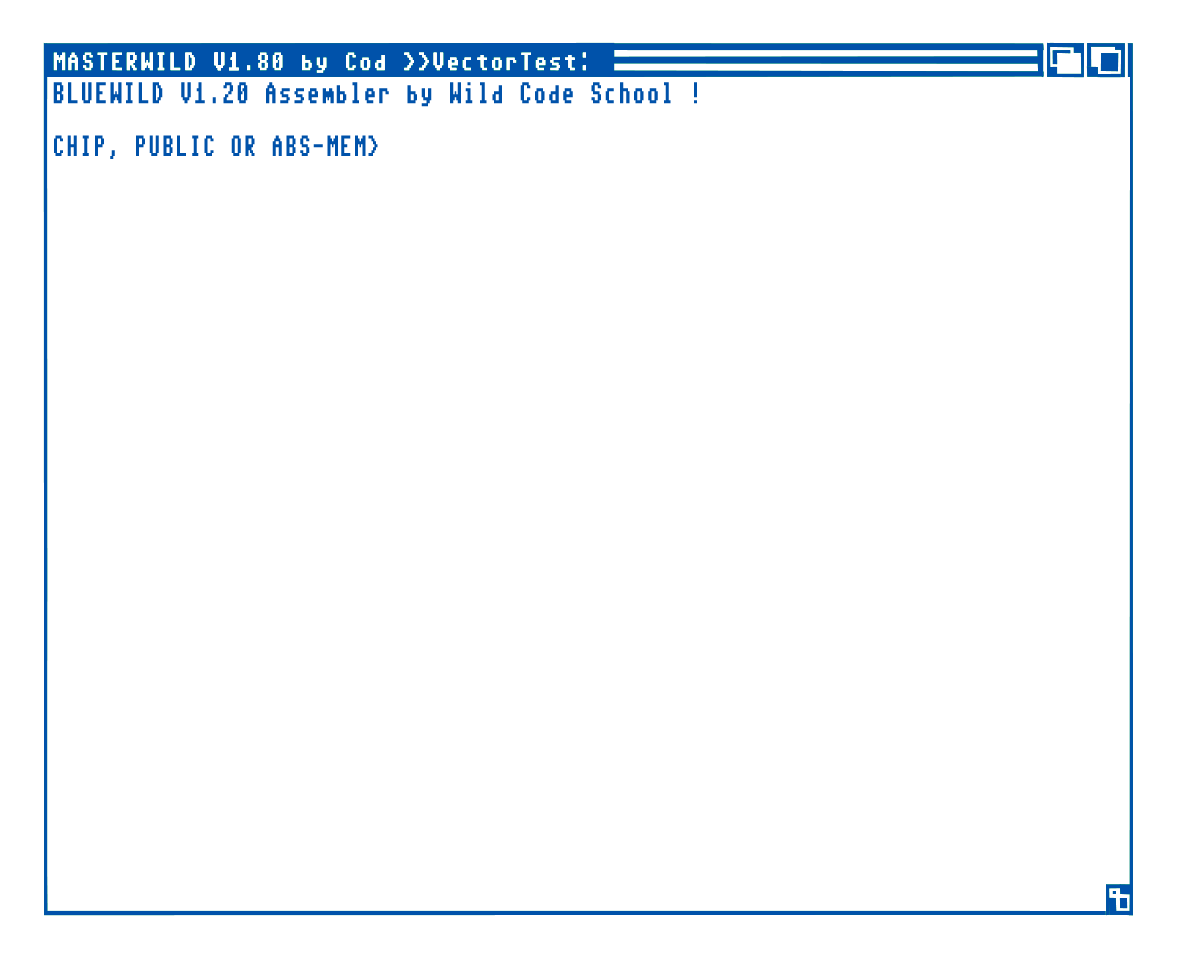 MASTERWILD V1.80 by Cod >>VectorTest:
BLUEWILD V1.20 Assembler by Wild Code School !
CHIP, PUBLIC OR ABS-MEM>